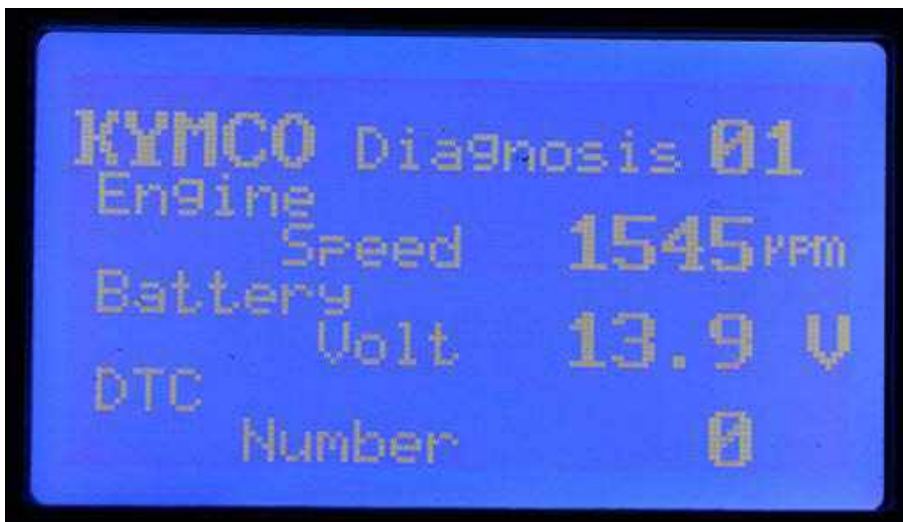 KYMCO Diagnosis 01
Engine
Speed 1545 rpm
Battery
Volt 13.9 V
DTC
Number 0